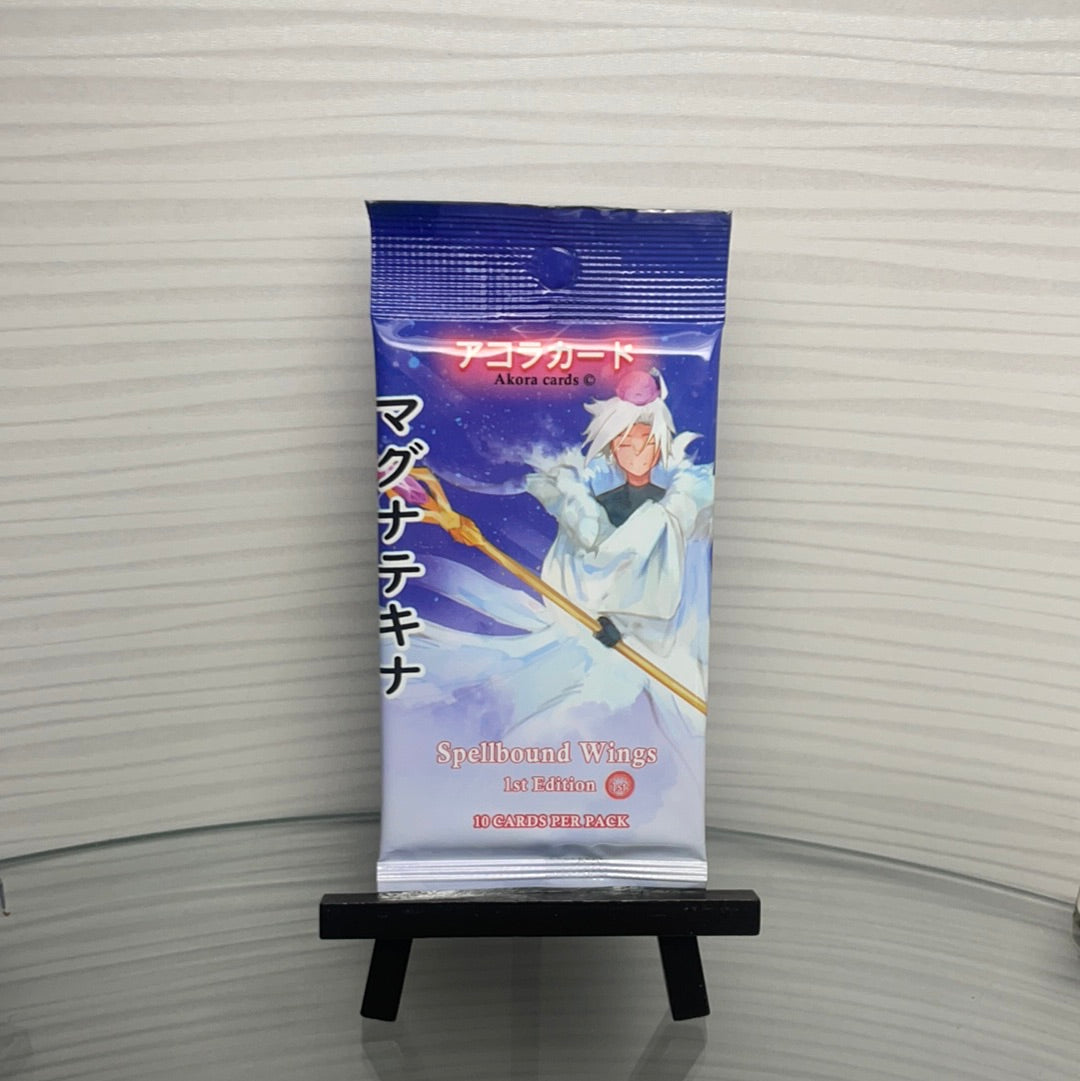 アコラカード
Akora cards ©
マグナテキナ
Spellbound Wings
1st Edition 1st
10 CARDS PER PACK